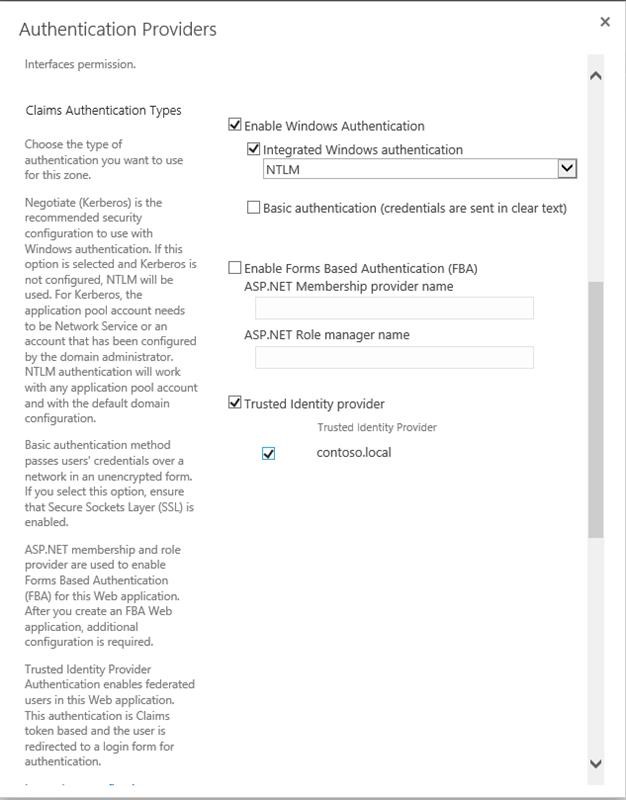 Authentication Providers
Interfaces permission.
Claims Authentication Types
Choose the type of
authentication you want to use
for this zone.
Negotiate (Kerberos) is the
recommended security
configuration to use with
Windows authentication. If this
option is selected and Kerberos is
not configured, NTLM will be
used. For Kerberos, the
application pool account needs
to be Network Service or an
account that has been configured
by the domain administrator.
NTLM authentication will work
with any application pool account
and with the default domain
configuration.
Basic authentication method
passes users' credentials over a
network in an unencrypted form.
If you select this option, ensure
that Secure Sockets Layer (SSL) is
enabled.
ASP.NET membership and role
provider are used to enable
Forms Based Authentication
(FBA) for this Web application.
After you create an FBA Web
application, additional
configuration is required.
Trusted Identity Provider
Authentication enables federated
users in this Web application.
This authentication is Claims
token based and the user is
redirected to a login form for
authentication.
Enable Windows Authentication
Integrated Windows authentication
NTLM
Basic authentication (credentials are sent in clear text)
Enable Forms Based Authentication (FBA)
ASP.NET Membership provider name
ASP.NET Role manager name
Trusted Identity provider
Trusted Identity Provider
contoso.local